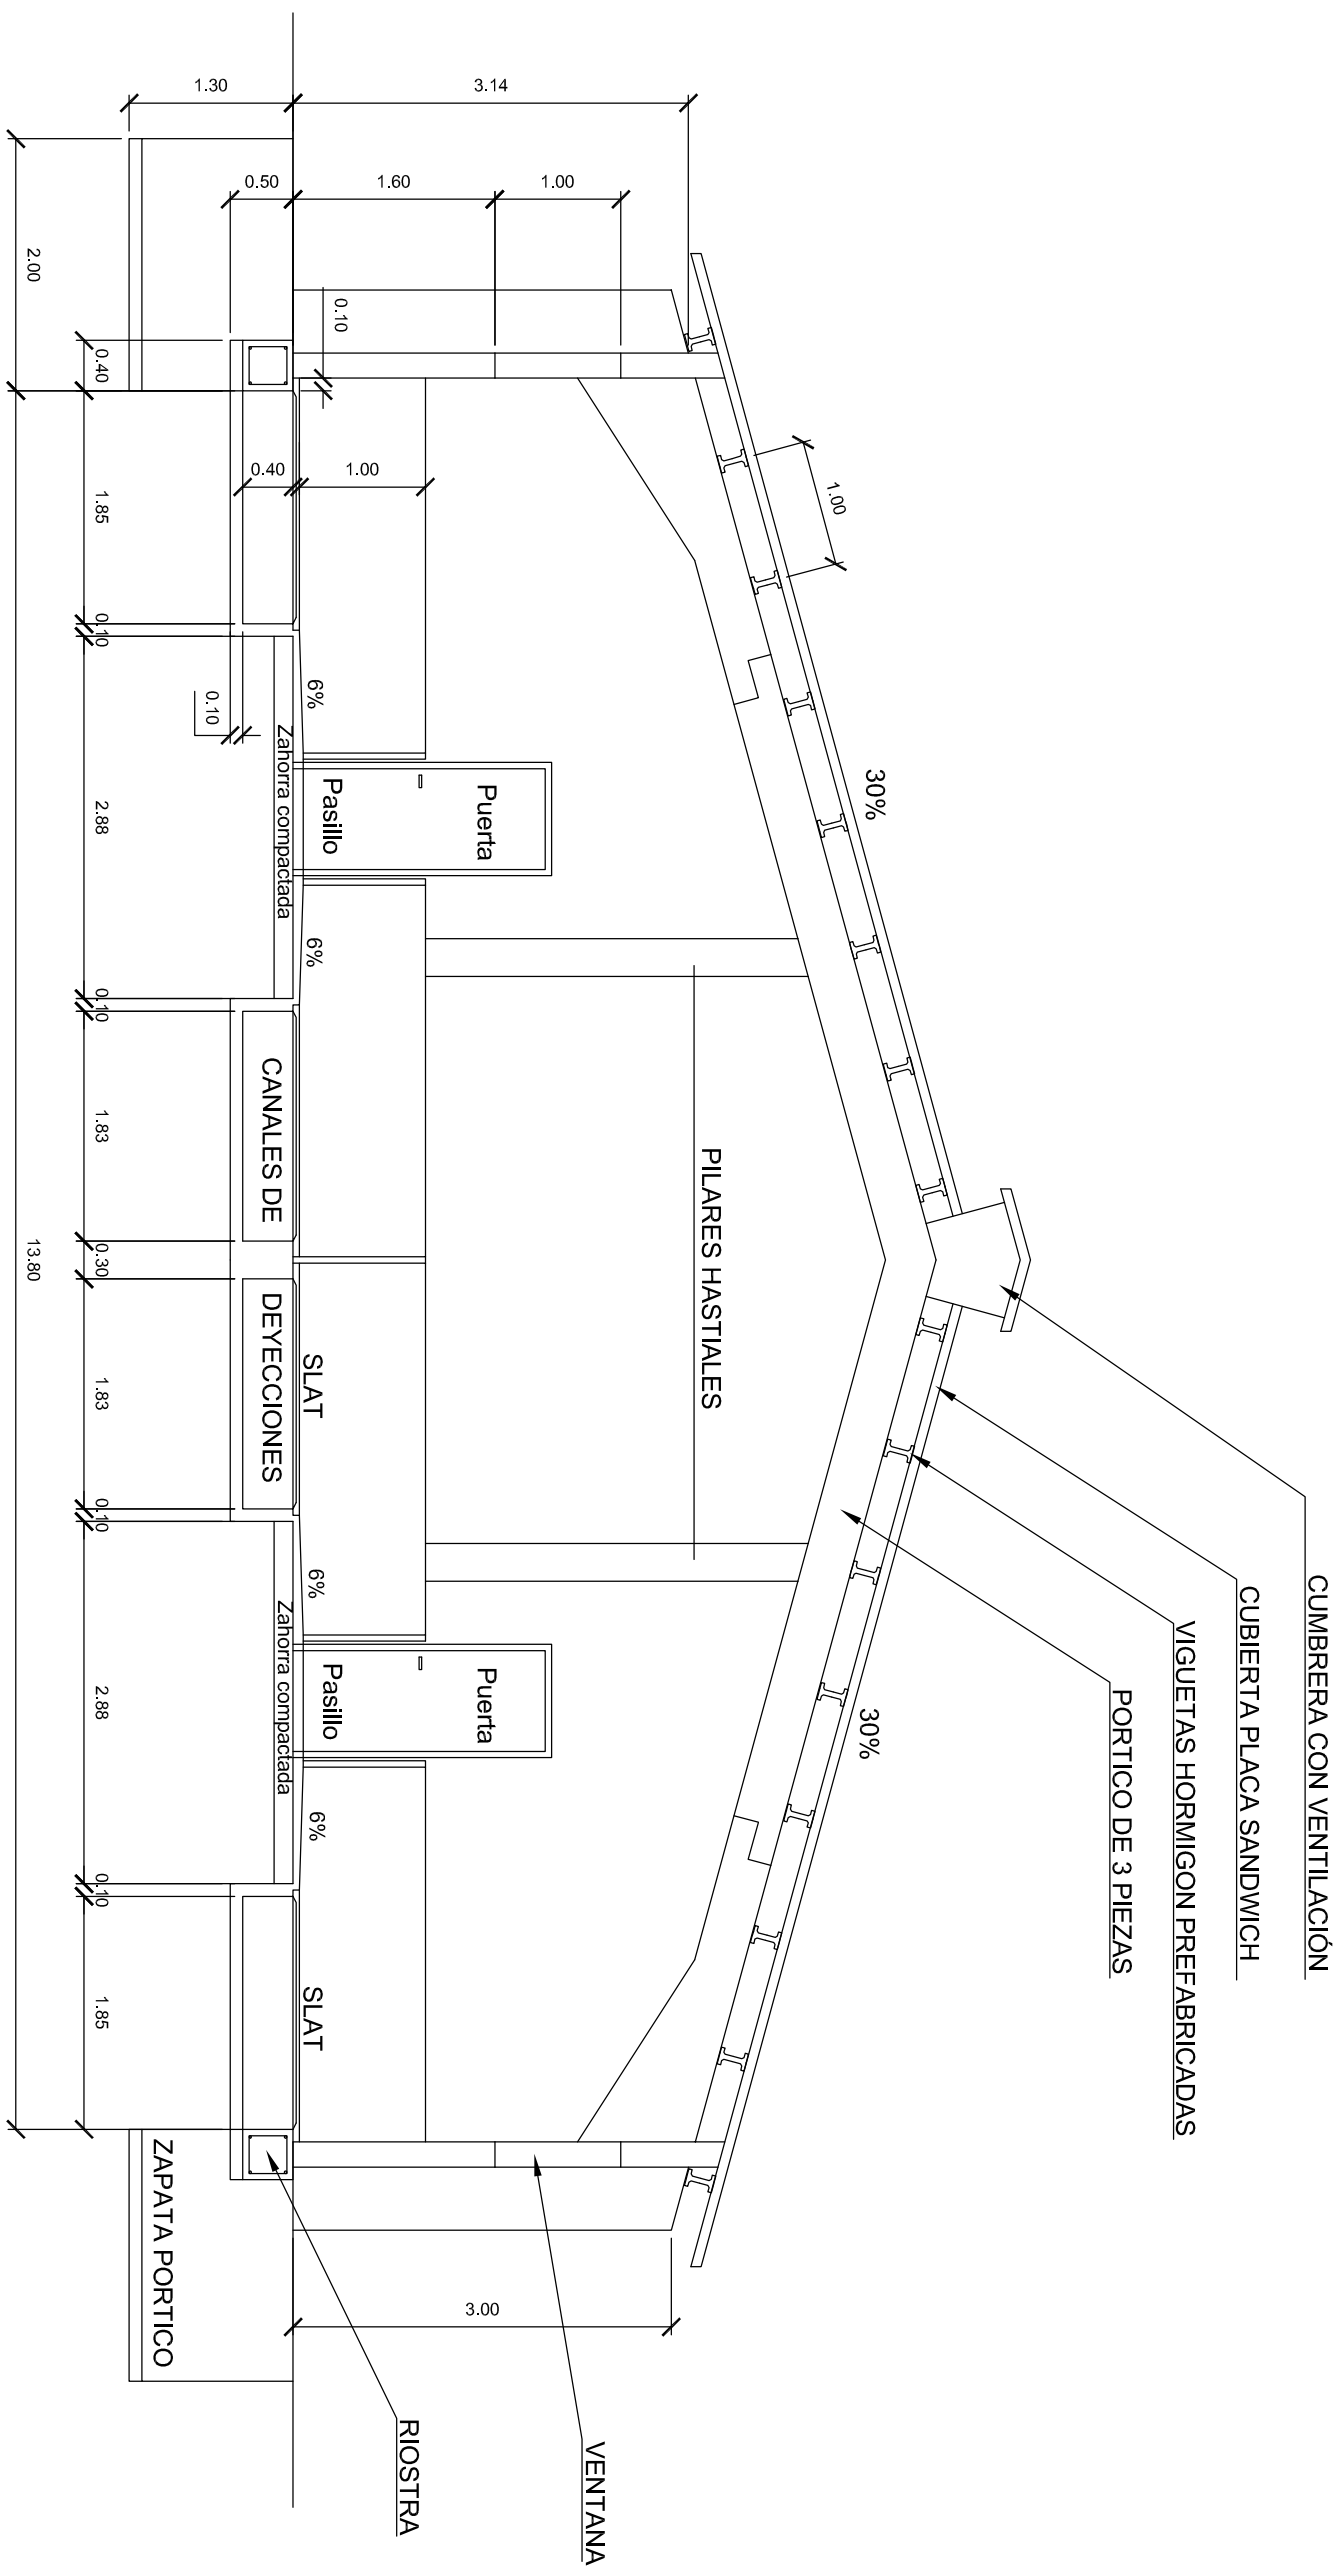 CUMBRERA CON VENTILACIÓN
CUBIERTA PLACA SANDWICH
VIGUETAS HORMIGON PREFABRICADAS
PORTICO DE 3 PIEZAS
30%
30%
1.00
PILARES HASTIALES
3.14
3.00
VENTANA
1.00
1.60
Puerta
Puerta
Pasillo
Pasillo
RIOSTRA
0.10
1.00
6%
6%
SLAT
6%
6%
SLAT
0.50
0.40
1.30
Zahorra compactada
CANALES DE
DEYECCIONES
Zahorra compactada
0.10
ZAPATA PORTICO
0.40
1.85
0.10
2.88
0.10
1.83
0.30
1.83
0.10
2.88
0.10
1.85
2.00
13.80